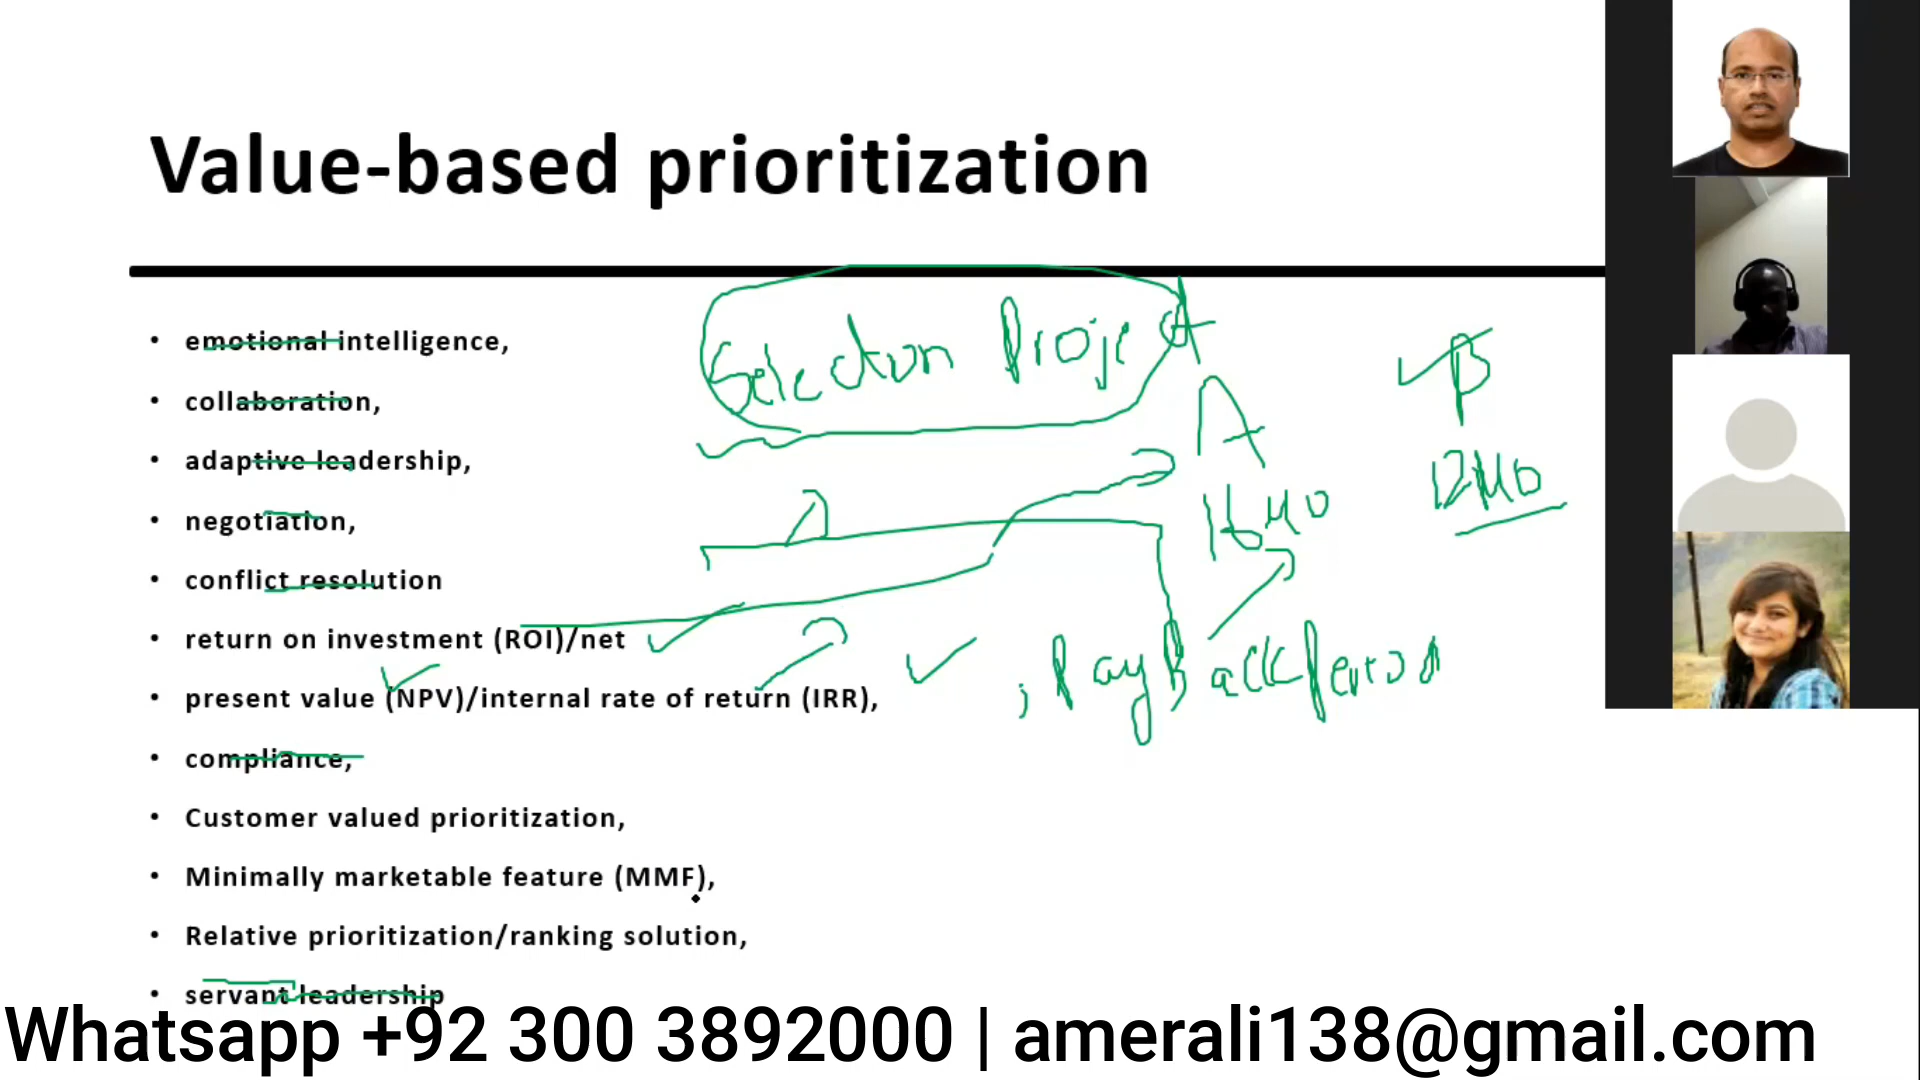 Value-based prioritization
• emotional intelligence,
• collaboration,
• adaptive leadership,
• negotiation,
• conflict resolution
• return on investment (ROI)/net
• present value (NPV)/internal rate of return (IRR),
• compliance,
• Customer valued prioritization,
• Minimally marketable feature (MMF),
• Relative prioritization/ranking solution,
• servant leadership
Selection Project
A
B
16 MO
12 MO
, PayBack Period
Whatsapp +92 300 3892000 | amerali138@gmail.com